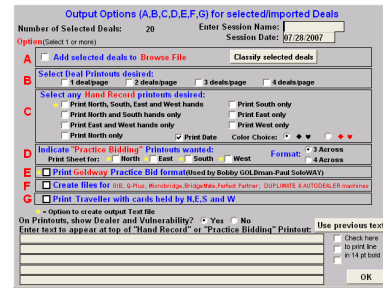 Output Options (A,B,C,D,E,F,G) for selected/imported Deals
Number of Selected Deals: 20 Enter Session Name:
Session Date: 07/28/2007
Option(Select 1 or more)
A Add selected deals to Browse File Classify selected deals
B Select Deal Printouts desired:
1 deal/page 2 deals/page 3 deals/page 4 deals/page
C Select any Hand Record printouts desired:
Print North, South, East and West hands Print South only
Print North and South hands only Print East only
Print East and West hands only Print West only
Print North only Print Date Color Choice:
D Indicate "Practice Bidding" Printouts wanted: Format: 3 Across
Print Sheet for: North East South West 4 Across
E Print Goldway Practice Bid format(Used by Bobby GOLDman-Paul SoloWAY)
F Create files for GIB, Q-Plus, Microbridge, BridgeMate, Perfect Partner; DUPLIMATE & AUTODEALER machines
G Print Traveller with cards held by N,E,S and W
= Option to create output Text file
On Printouts, show Dealer and Vulnerability? Yes No Use previous text
Enter text to appear at top of "Hand Record" or "Practice Bidding" Printout:
Check here
to print line
in 14 pt bold
OK